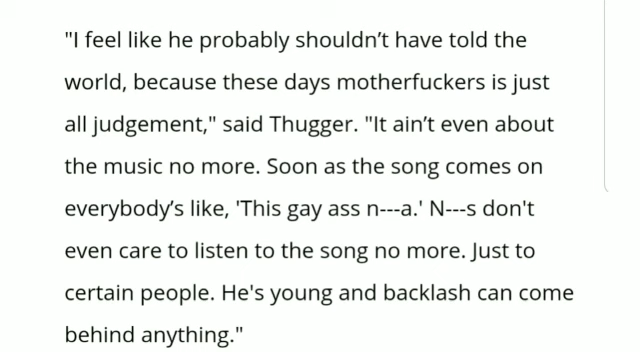 "I feel like he probably shouldn’t have told the
world, because these days motherfuckers is just
all judgement," said Thugger. "It ain’t even about
the music no more. Soon as the song comes on
everybody’s like, 'This gay ass n---a.' N---s don't
even care to listen to the song no more. Just to
certain people. He's young and backlash can come
behind anything."